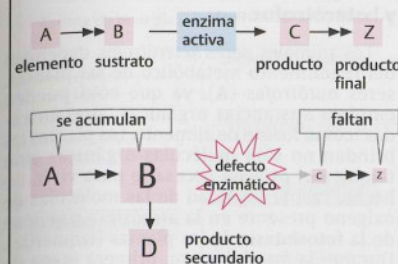 enzima
activa
A B C Z
elemento sustrato producto producto
final
se acumulan faltan
A B defecto
enzimático c z
D producto
secundario